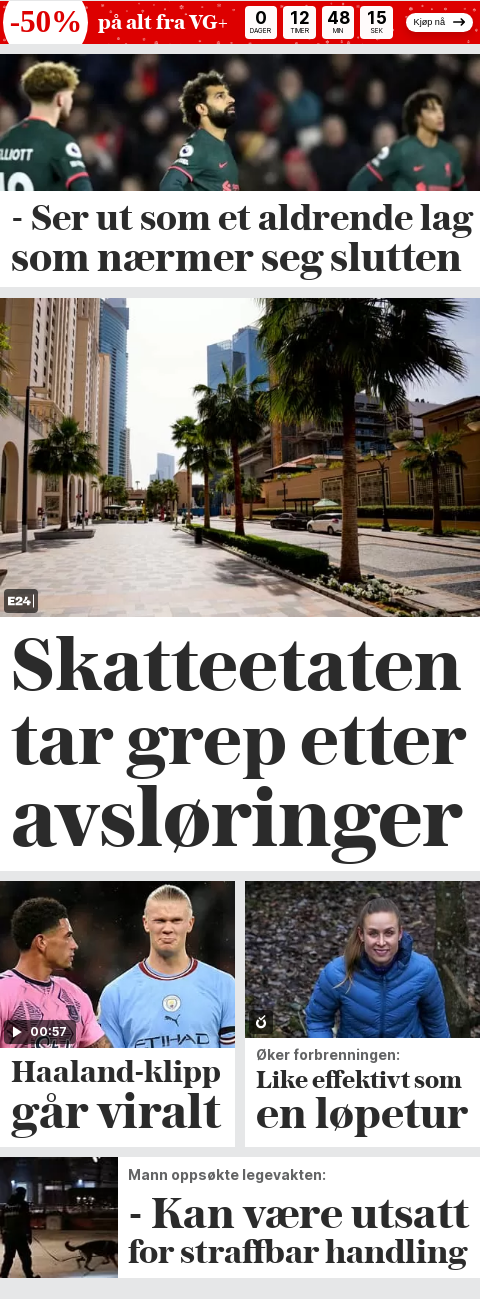 -50% på alt fra VG+
0 12 48 15
DAGER TIMER MIN SEK
Kjøp nå →
ELLIOTT
- Ser ut som et aldrende lag
som nærmer seg slutten
E24
Skatteetaten
tar grep etter
avsløringer
00:57
ETIHAD
Haaland-klipp
går viralt
Øker forbrenningen:
Like effektivt som
en løpetur
Mann oppsøkte legevakten:
- Kan være utsatt
for straffbar handling